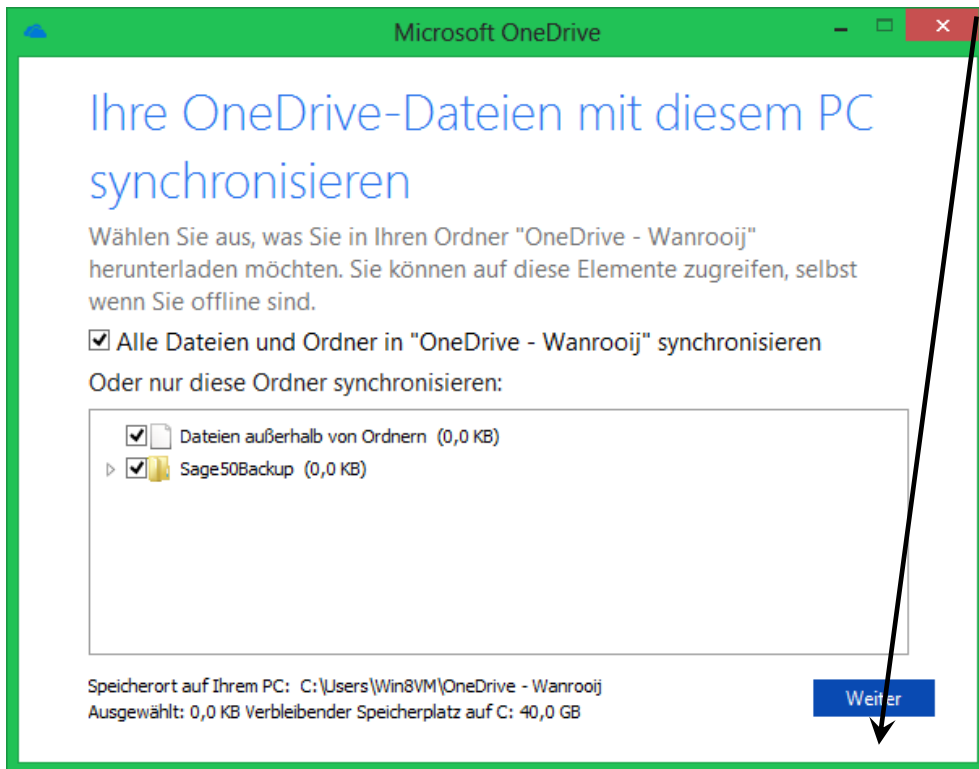 Microsoft OneDrive
Ihre OneDrive-Dateien mit diesem PC
synchronisieren
Wählen Sie aus, was Sie in Ihren Ordner "OneDrive - Wanrooij"
herunterladen möchten. Sie können auf diese Elemente zugreifen, selbst
wenn Sie offline sind.
Alle Dateien und Ordner in "OneDrive - Wanrooij" synchronisieren
Oder nur diese Ordner synchronisieren:
Dateien außerhalb von Ordnern (0,0 KB)
Sage50Backup (0,0 KB)
Speicherort auf Ihrem PC: C:\Users\Win8VM\OneDrive - Wanrooij
Ausgewählt: 0,0 KB Verbleibender Speicherplatz auf C: 40,0 GB
Weiter